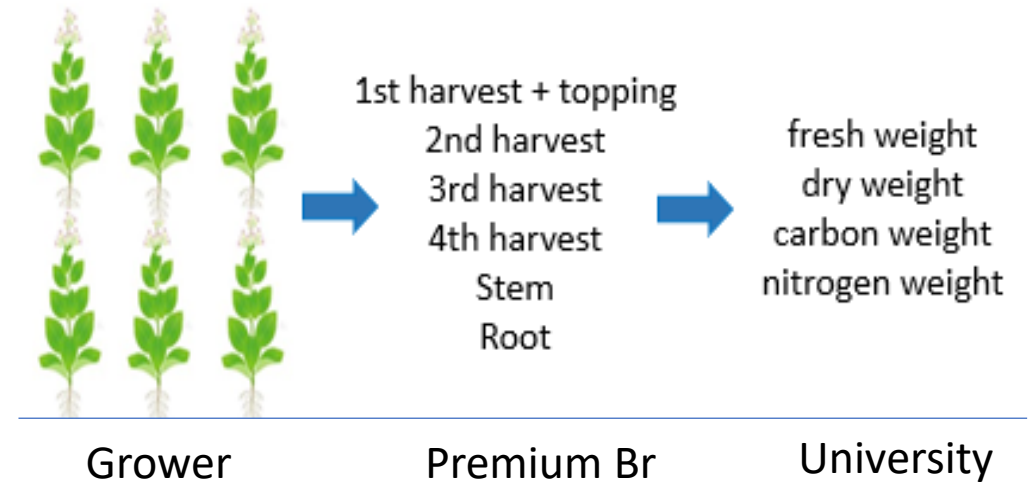 1st harvest + topping
2nd harvest
3rd harvest
4th harvest
Stem
Root
fresh weight
dry weight
carbon weight
nitrogen weight
Grower
Premium Br
University